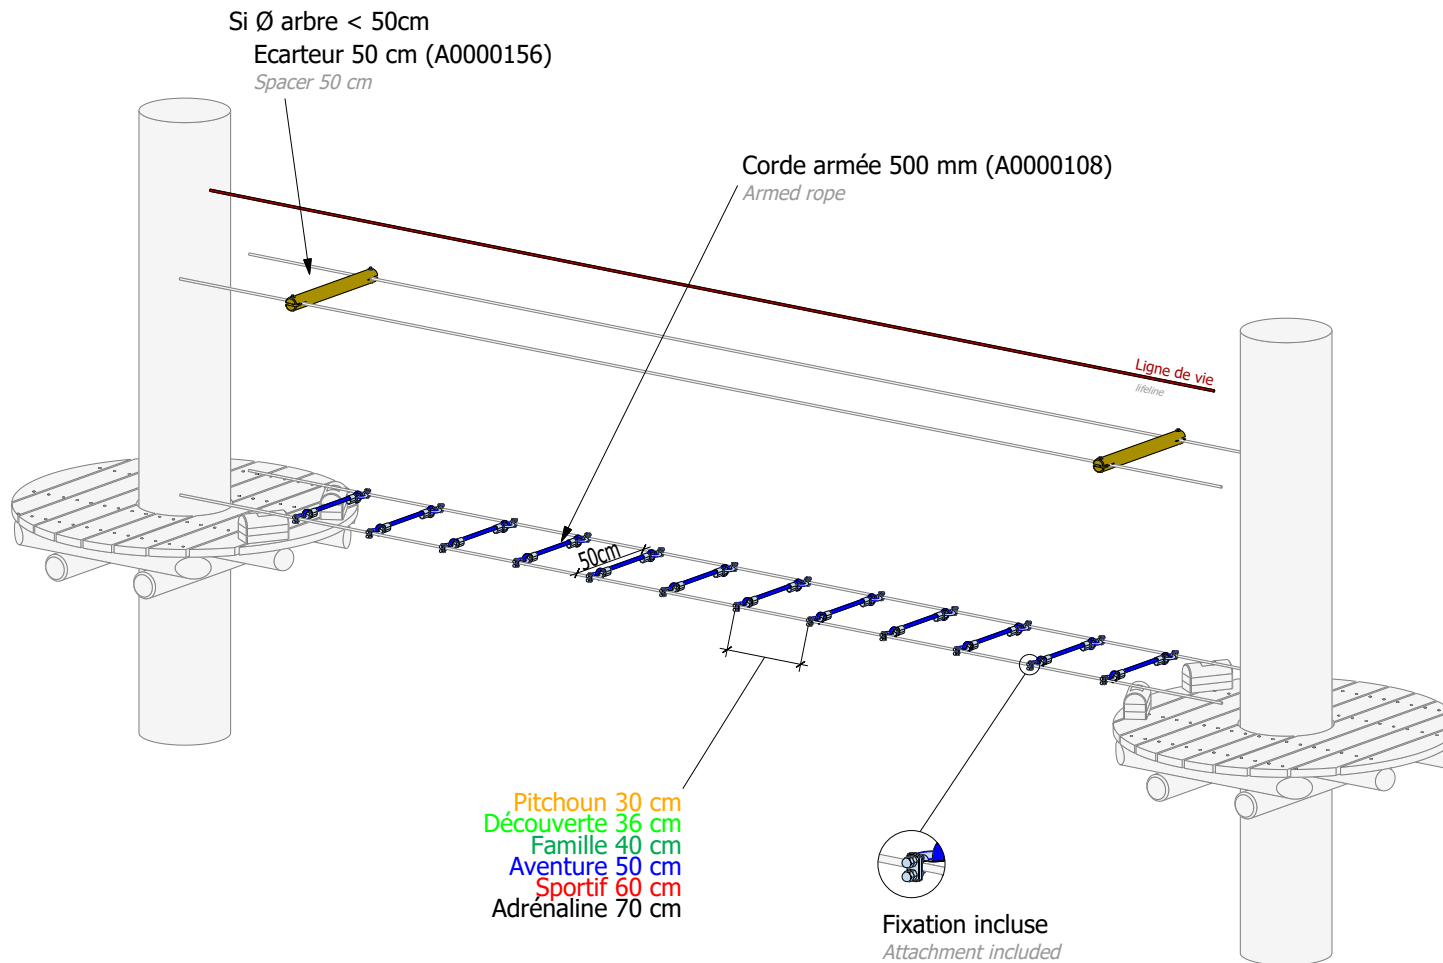 Si Ø arbre < 50cm
Ecarteur 50 cm (A0000156)
Spacer 50 cm
Corde armée 500 mm (A0000108)
Armed rope
Ligne de vie
lifeline
50cm
Pitchoun 30 cm
Découverte 36 cm
Famille 40 cm
Aventure 50 cm
Sportif 60 cm
Adrénaline 70 cm
Fixation incluse
Attachment included